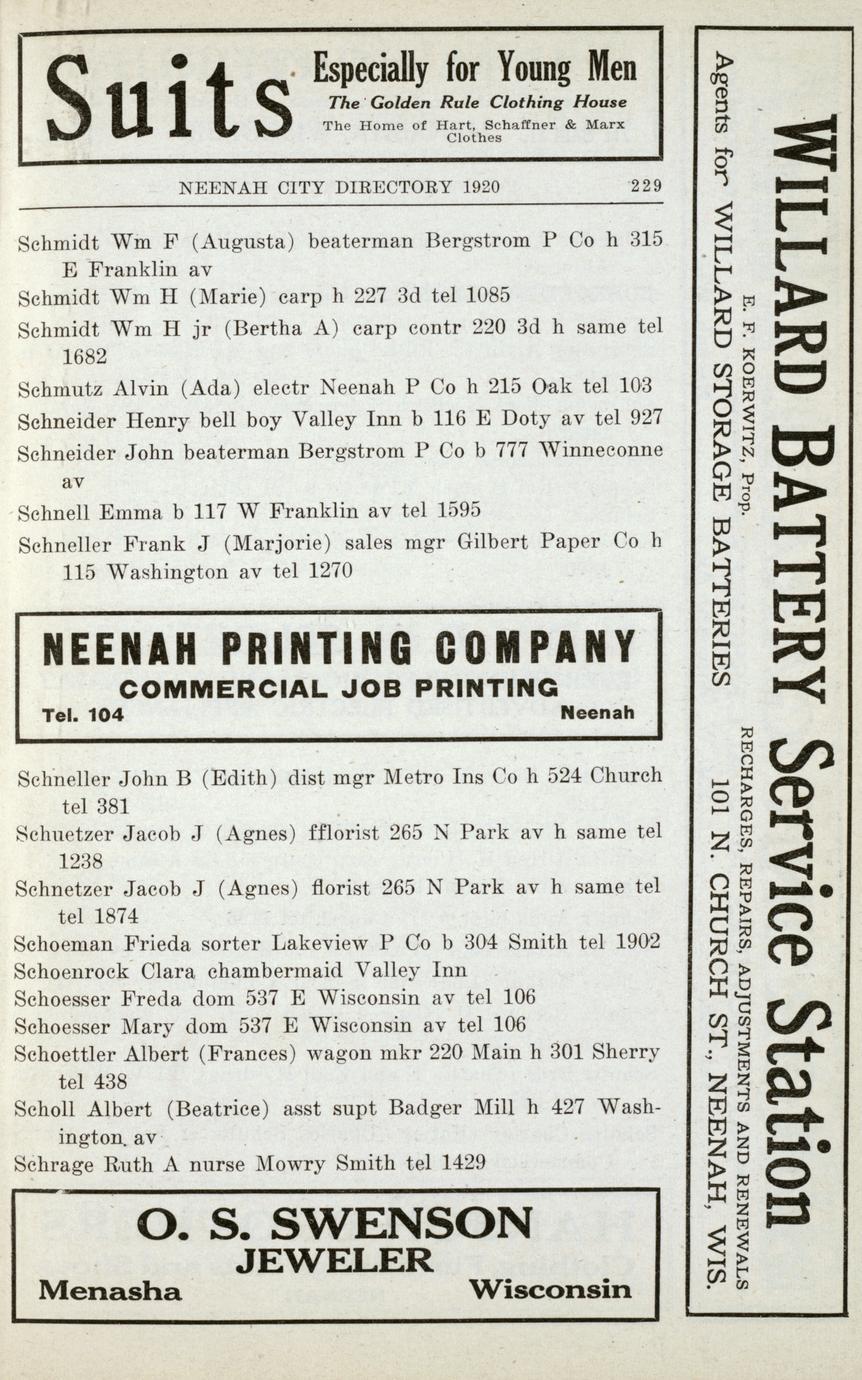 Suits
Especially for Young Men
The Golden Rule Clothing House
The Home of Hart, Schaffner & Marx
Clothes
NEENAH CITY DIRECTORY 1920 229
Schmidt Wm F (Augusta) beaterman Bergstrom P Co h 315
E Franklin av
Schmidt Wm H (Marie) carp h 227 3d tel 1085
Schmidt Wm H jr (Bertha A) carp contr 220 3d h same tel
1682
Schmutz Alvin (Ada) electr Neenah P Co h 215 Oak tel 103
Schneider Henry bell boy Valley Inn b 116 E Doty av tel 927
Schneider John beaterman Bergstrom P Co b 777 Winneconne
av
Schnell Emma b 117 W Franklin av tel 1595
Schneller Frank J (Marjorie) sales mgr Gilbert Paper Co h
115 Washington av tel 1270
NEENAH PRINTING COMPANY
COMMERCIAL JOB PRINTING
Tel. 104 Neenah
Schneller John B (Edith) dist mgr Metro Ins Co h 524 Church
tel 381
Schuetzer Jacob J (Agnes) fflorist 265 N Park av h same tel
1238
Schnetzer Jacob J (Agnes) florist 265 N Park av h same tel
tel 1874
Schoeman Frieda sorter Lakeview P Co b 304 Smith tel 1902
Schoenrock Clara chambermaid Valley Inn
Schoesser Freda dom 537 E Wisconsin av tel 106
Schoesser Mary dom 537 E Wisconsin av tel 106
Schoettler Albert (Frances) wagon mkr 220 Main h 301 Sherry
tel 438
Scholl Albert (Beatrice) asst supt Badger Mill h 427 Wash-
ington. av
Schrage Ruth A nurse Mowry Smith tel 1429
O. S. SWENSON
JEWELER
Menasha Wisconsin
WILLARD BATTERY Service Station
E. F. KOERWITZ, Prop. RECHARGES, REPAIRS, ADJUSTMENTS AND RENEWALS
Agents for WILLARD STORAGE BATTERIES 101 N. CHURCH ST., NEENAH, WIS.